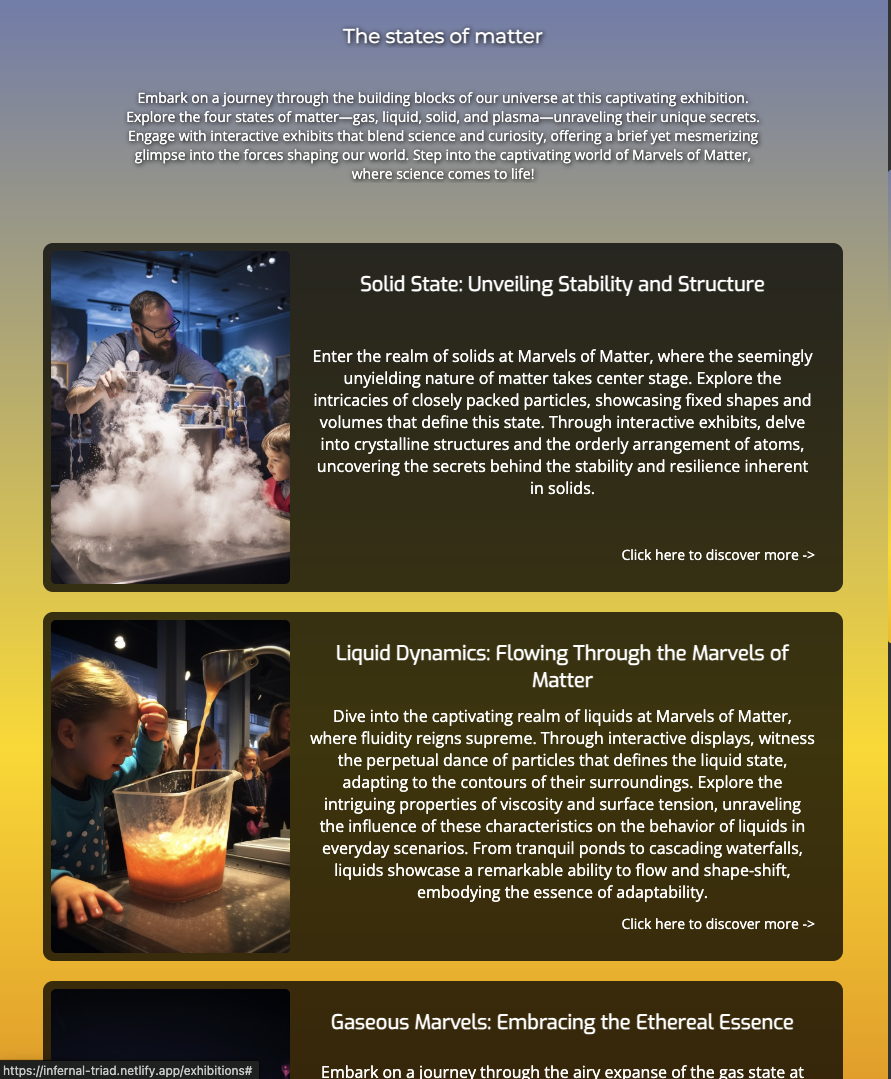 The states of matter
Embark on a journey through the building blocks of our universe at this captivating exhibition.
Explore the four states of matter—gas, liquid, solid, and plasma—unraveling their unique secrets.
Engage with interactive exhibits that blend science and curiosity, offering a brief yet mesmerizing
glimpse into the forces shaping our world. Step into the captivating world of Marvels of Matter,
where science comes to life!
Solid State: Unveiling Stability and Structure
Enter the realm of solids at Marvels of Matter, where the seemingly
unyielding nature of matter takes center stage. Explore the
intricacies of closely packed particles, showcasing fixed shapes and
volumes that define this state. Through interactive exhibits, delve
into crystalline structures and the orderly arrangement of atoms,
uncovering the secrets behind the stability and resilience inherent
in solids.
Click here to discover more ->
Liquid Dynamics: Flowing Through the Marvels of
Matter
Dive into the captivating realm of liquids at Marvels of Matter,
where fluidity reigns supreme. Through interactive displays, witness
the perpetual dance of particles that defines the liquid state,
adapting to the contours of their surroundings. Explore the
intriguing properties of viscosity and surface tension, unraveling
the influence of these characteristics on the behavior of liquids in
everyday scenarios. From tranquil ponds to cascading waterfalls,
liquids showcase a remarkable ability to flow and shape-shift,
embodying the essence of adaptability.
Click here to discover more ->
Gaseous Marvels: Embracing the Ethereal Essence
Embark on a journey through the airy expanse of the gas state at
https://infernal-triad.netlify.app/exhibitions#